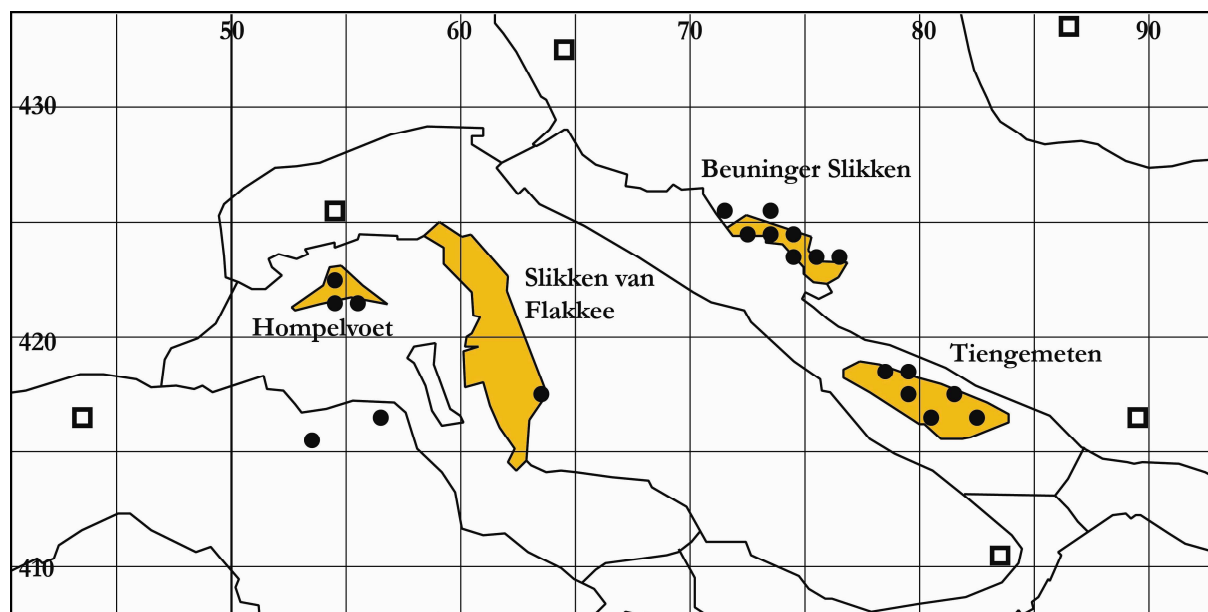 50 60 70 80 90
430
Beuninger Slikken
Slikken van
Flakkee
Hompelvoet
420
Tiengemeten
410